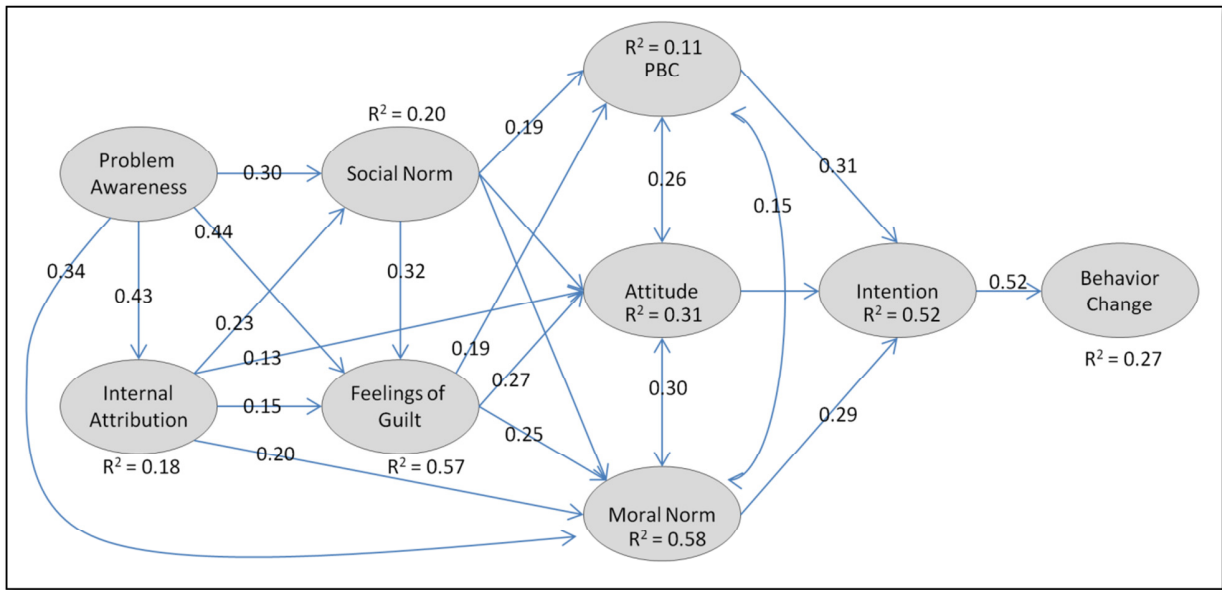 R² = 0.11
PBC
R² = 0.20
0.19
Problem
Awareness
0.30
Social Norm
0.31
0.26
0.15
0.44
0.34
0.32
0.43
Attitude
R² = 0.31
Intention
R² = 0.52
0.52
Behavior
Change
0.23
0.13
0.19
R² = 0.27
0.27
0.30
Internal
Attribution
0.15
Feelings of
Guilt
0.29
0.25
0.20
R² = 0.18
R² = 0.57
Moral Norm
R² = 0.58